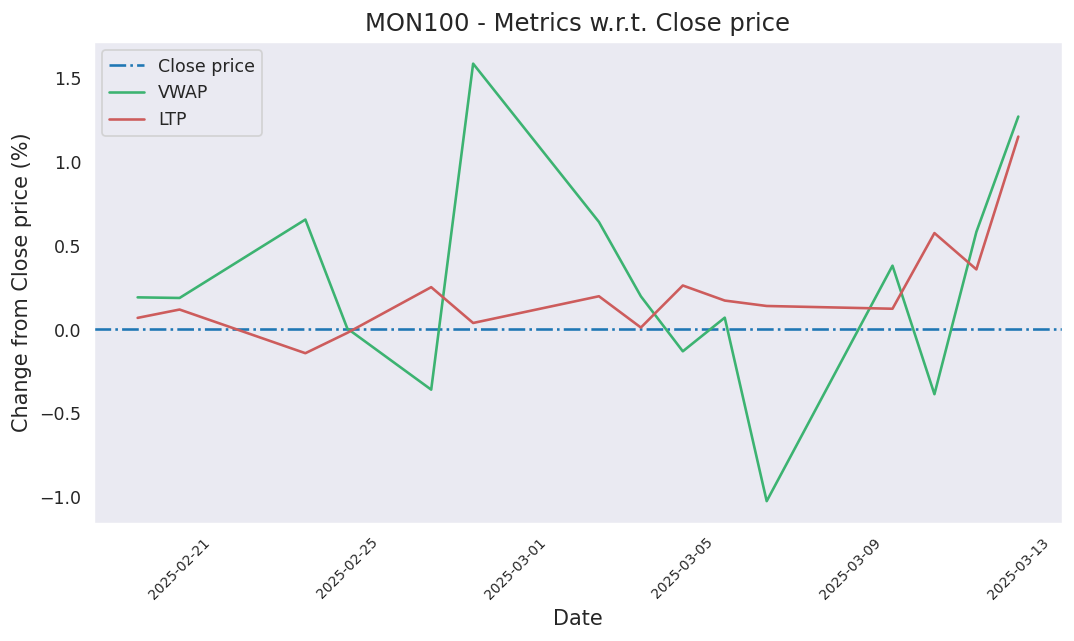 MON100 - Metrics w.r.t. Close price
Close price
VWAP
LTP
Change from Close price (%)
1.5
1.0
0.5
0.0
−0.5
−1.0
2025-02-21
2025-02-25
2025-03-01
2025-03-05
2025-03-09
2025-03-13
Date